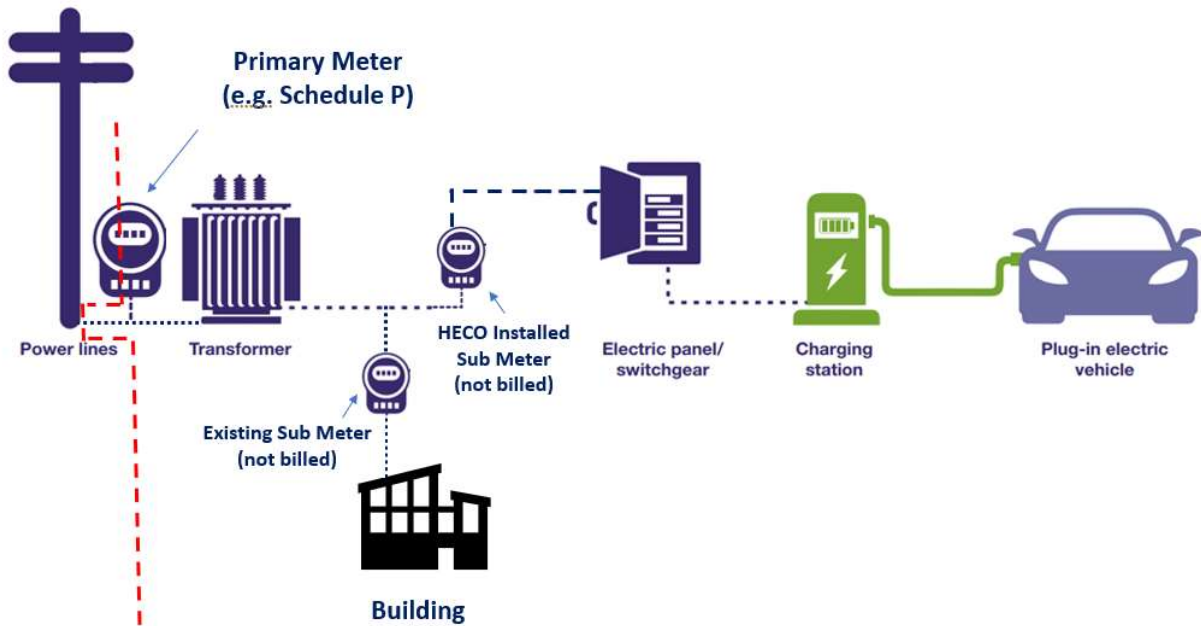 Primary Meter
(e.g. Schedule P)
Power lines
Transformer
HECO Installed
Sub Meter
(not billed)
Electric panel/
switchgear
Charging
station
Plug-in electric
vehicle
Existing Sub Meter
(not billed)
Building